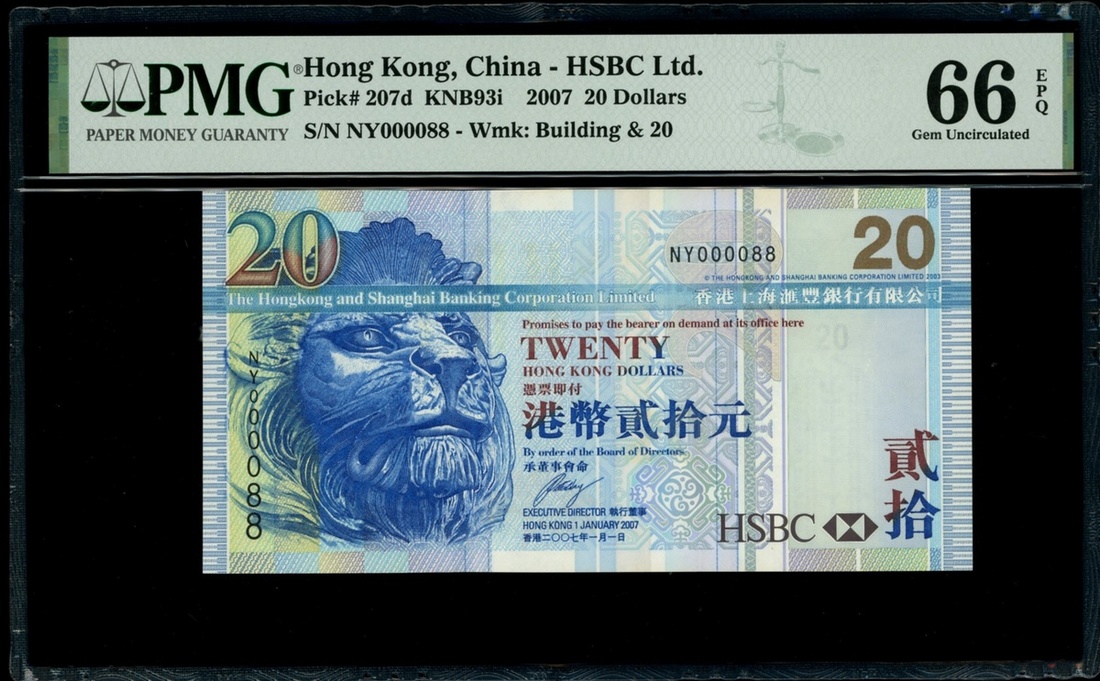 PMG®
PAPER MONEY GUARANTY
Hong Kong, China - HSBC Ltd.
Pick# 207d KNB93i 2007 20 Dollars
S/N NY000088 - Wmk: Building & 20
66 EPQ
Gem Uncirculated
20
NY000088
20
© THE HONGKONG AND SHANGHAI BANKING CORPORATION LIMITED 2003
The Hongkong and Shanghai Banking Corporation Limited 香港上海滙豐銀行有限公司
Promises to pay the bearer on demand at its office here
20
TWENTY
HONG KONG DOLLARS
憑票即付
港幣貳拾元
By order of the Board of Directors
承董事會命
EXECUTIVE DIRECTOR 執行董事
HONG KONG 1 JANUARY 2007
香港二〇〇七年一月一日
NY000088
HSBC
貳拾